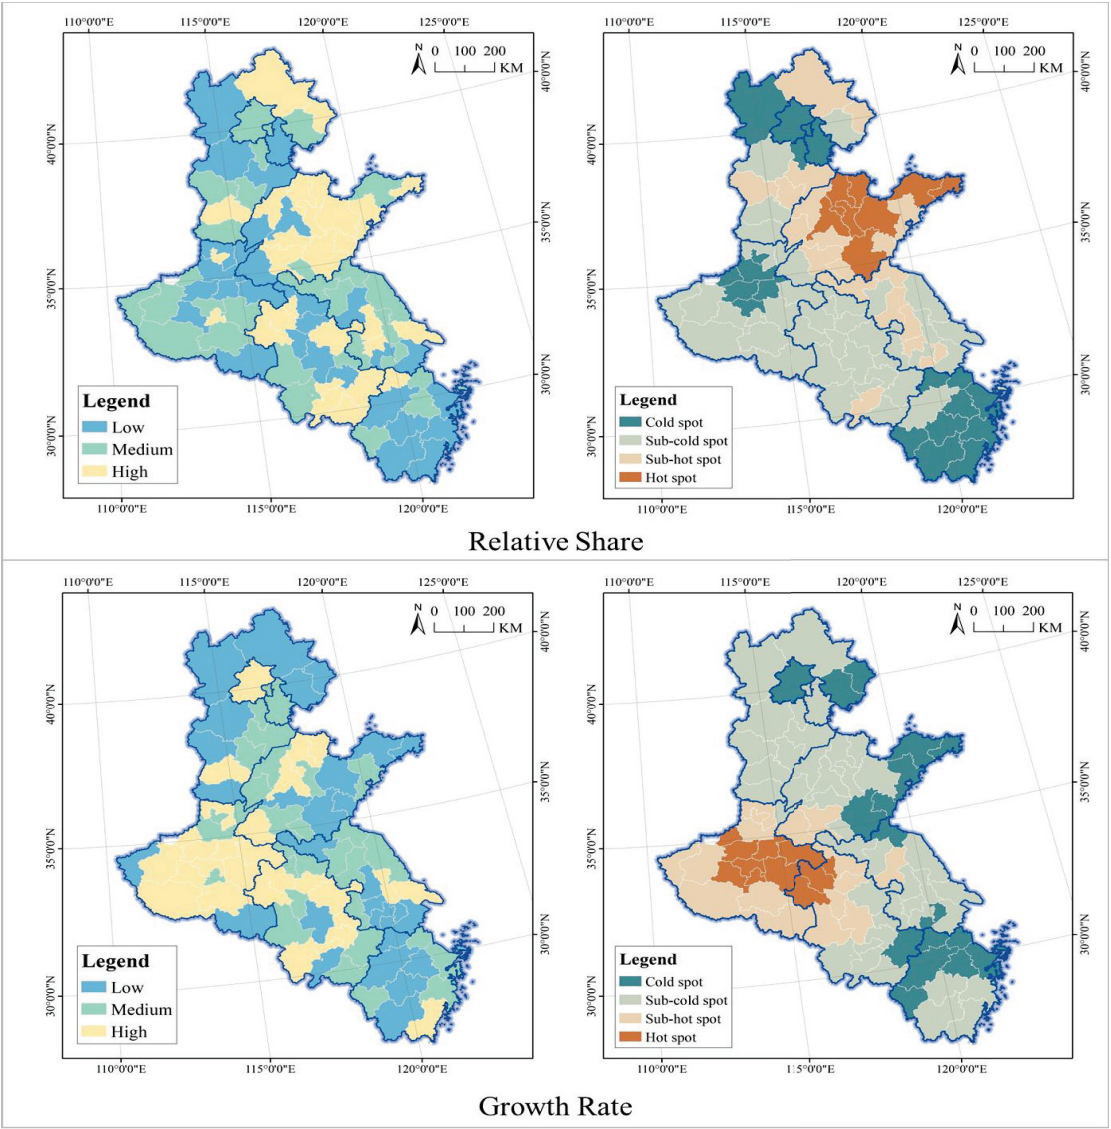 110°0'0"E 115°0'0"E 120°0'0"E 125°0'0"E
N 0 100 200
KM
40°0'0"N
35°0'0"N
30°0'0"N
40°0'0"N
35°0'0"N
30°0'0"N
Legend
Low
Medium
High
110°0'0"E 115°0'0"E 120°0'0"E
110°0'0"E 115°0'0"E 120°0'0"E 125°0'0"E
N 0 100 200
KM
40°0'0"N
35°0'0"N
30°0'0"N
40°0'0"N
35°0'0"N
30°0'0"N
Legend
Cold spot
Sub-cold spot
Sub-hot spot
Hot spot
110°0'0"E 115°0'0"E 120°0'0"E
Relative Share
110°0'0"E 115°0'0"E 120°0'0"E 125°0'0"E
N 0 100 200
KM
40°0'0"N
35°0'0"N
30°0'0"N
40°0'0"N
35°0'0"N
30°0'0"N
Legend
Low
Medium
High
110°0'0"E 115°0'0"E 120°0'0"E
110°0'0"E 115°0'0"E 120°0'0"E 125°0'0"E
N 0 100 200
KM
40°0'0"N
35°0'0"N
30°0'0"N
40°0'0"N
35°0'0"N
30°0'0"N
Legend
Cold spot
Sub-cold spot
Sub-hot spot
Hot spot
110°0'0"E 115°0'0"E 120°0'0"E
Growth Rate